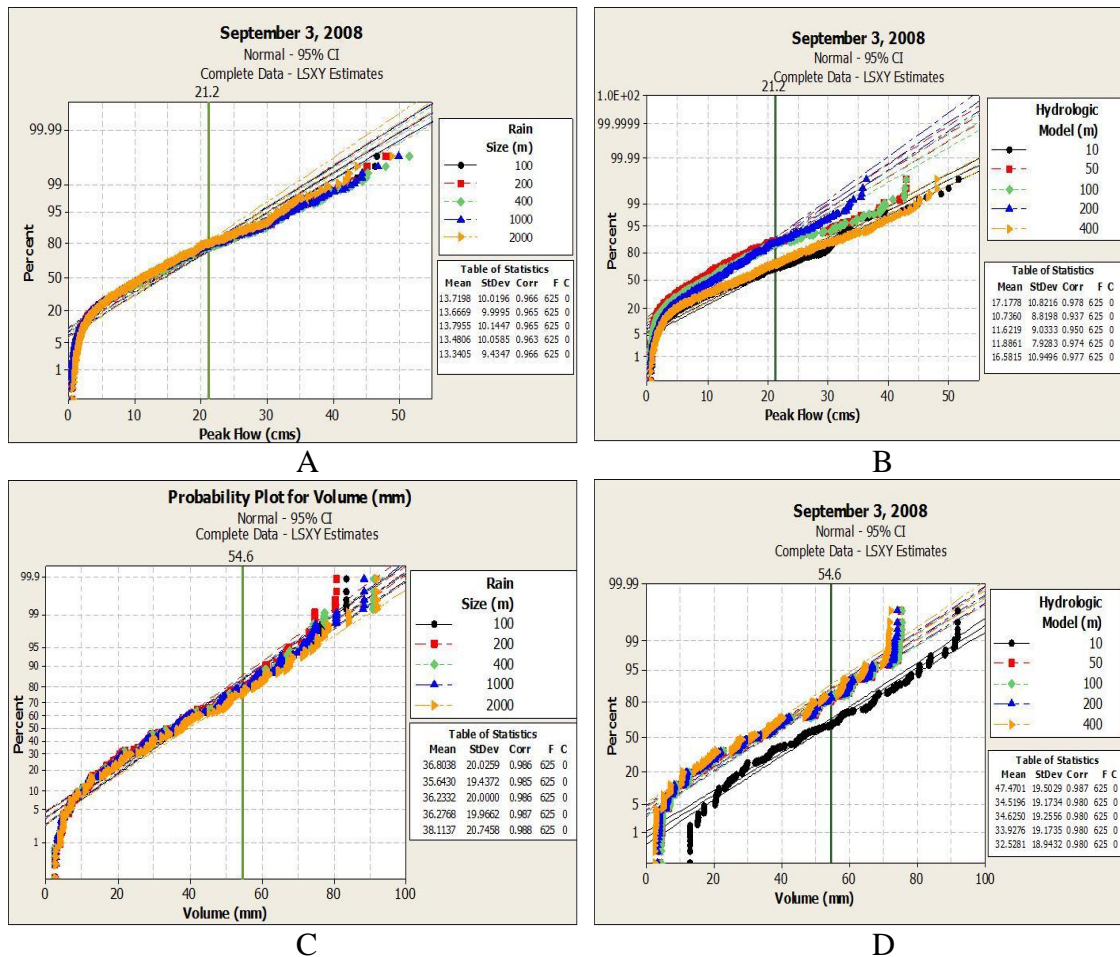 September 3, 2008
Normal - 95% CI
Complete Data - LSXY Estimates
21.2
99.99
99
95
80
50
20
5
1
Percent
0 10 20 30 40 50
Peak Flow (cms)
Rain
Size (m)
100
200
400
1000
2000
Table of Statistics
Mean StDev Corr F C
13.7198 10.0196 0.966 625 0
13.6669 9.9995 0.965 625 0
13.7955 10.1447 0.965 625 0
13.4806 10.0585 0.963 625 0
13.3405 9.4347 0.966 625 0
A
September 3, 2008
Normal - 95% CI
Complete Data - LSXY Estimates
21.2
1.0E+02
99.9999
99.99
99
95
80
50
20
5
1
Percent
0 10 20 30 40 50
Peak Flow (cms)
Hydrologic
Model (m)
10
50
100
200
400
Table of Statistics
Mean StDev Corr F C
17.1778 10.8216 0.978 625 0
10.7360 8.8198 0.937 625 0
11.6219 9.0333 0.950 625 0
11.8861 7.9283 0.974 625 0
16.5815 10.9496 0.977 625 0
B
Probability Plot for Volume (mm)
Normal - 95% CI
Complete Data - LSXY Estimates
54.6
99.9
99
95
90
80
70
60
50
40
30
20
10
5
1
Percent
0 20 40 60 80 100
Volume (mm)
Rain
Size (m)
100
200
400
1000
2000
Table of Statistics
Mean StDev Corr F C
36.8038 20.0259 0.986 625 0
35.6430 19.4372 0.985 625 0
36.2332 20.0000 0.986 625 0
36.2768 19.9662 0.987 625 0
38.1137 20.7458 0.988 625 0
C
September 3, 2008
Normal - 95% CI
Complete Data - LSXY Estimates
54.6
99.99
99
95
80
50
20
5
1
Percent
0 20 40 60 80 100
Volume (mm)
Hydrologic
Model (m)
10
50
100
200
400
Table of Statistics
Mean StDev Corr F C
47.4701 19.5029 0.987 625 0
34.5196 19.1734 0.980 625 0
34.6250 19.2556 0.980 625 0
33.9276 19.1735 0.980 625 0
32.5281 18.9432 0.980 625 0
D